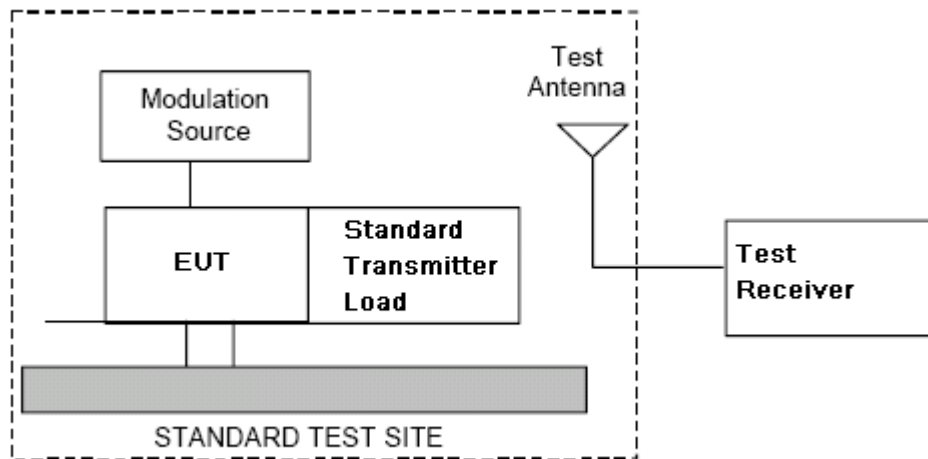 Test
Antenna
Modulation
Source
EUT
Standard
Transmitter
Load
Test
Receiver
STANDARD TEST SITE